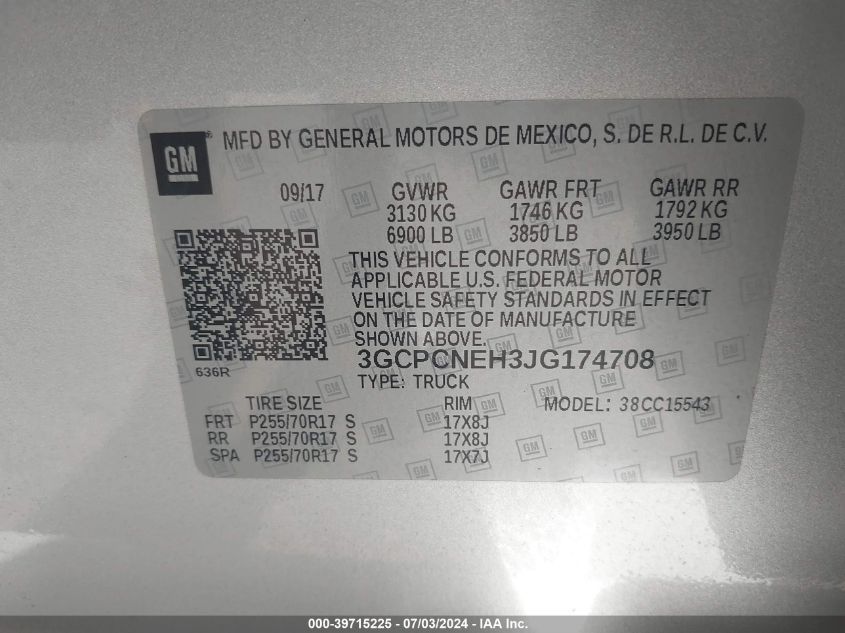 GM
MFD BY GENERAL MOTORS DE MEXICO, S. DE R.L. DE C.V.
09/17 GVWR GAWR FRT GAWR RR
3130 KG 1746 KG 1792 KG
6900 LB 3850 LB 3950 LB
THIS VEHICLE CONFORMS TO ALL
APPLICABLE U.S. FEDERAL MOTOR
VEHICLE SAFETY STANDARDS IN EFFECT
ON THE DATE OF MANUFACTURE
SHOWN ABOVE.
3GCPCNEH3JG174708
636R
TYPE: TRUCK
TIRE SIZE RIM MODEL: 38CC15543
FRT P255/70R17 S 17X8J
RR P255/70R17 S 17X8J
SPA P255/70R17 S 17X7J
000-39715225 - 07/03/2024 - IAA Inc.